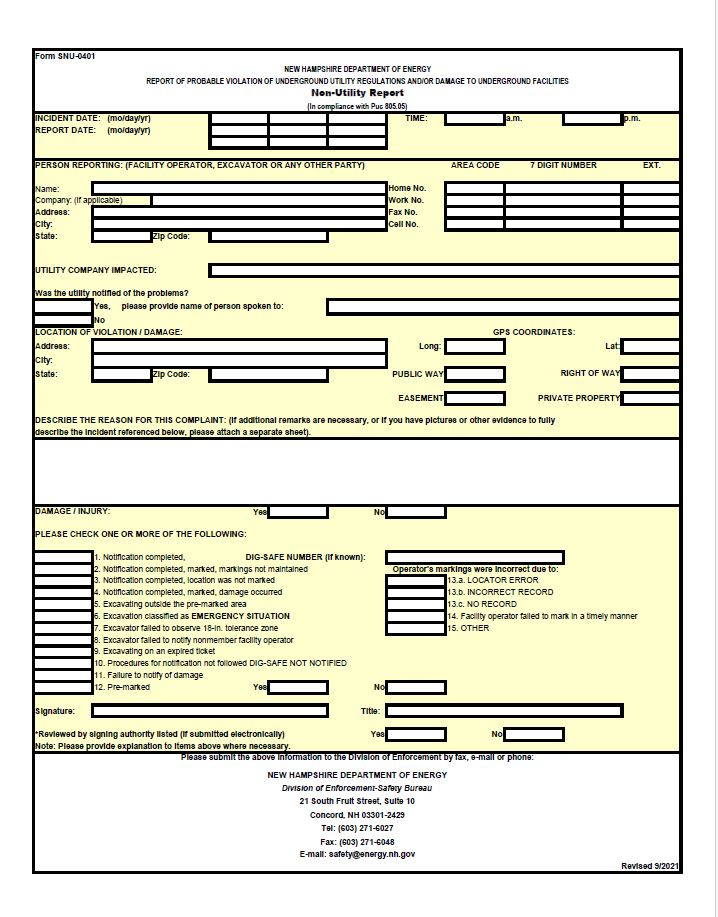 Form SNU-0401
NEW HAMPSHIRE DEPARTMENT OF ENERGY
REPORT OF PROBABLE VIOLATION OF UNDERGROUND UTILITY REGULATIONS AND/OR DAMAGE TO UNDERGROUND FACILITIES
Non-Utility Report
(In compliance with Puc 805.05)
INCIDENT DATE: (mo/day/yr) TIME: a.m. p.m.
REPORT DATE: (mo/day/yr)
PERSON REPORTING: (FACILITY OPERATOR, EXCAVATOR OR ANY OTHER PARTY) AREA CODE 7 DIGIT NUMBER EXT.
Name: Home No.
Company: (if applicable) Work No.
Address: Fax No.
City: Cell No.
State: Zip Code:
UTILITY COMPANY IMPACTED:
Was the utility notified of the problems?
Yes, please provide name of person spoken to:
No
LOCATION OF VIOLATION / DAMAGE: GPS COORDINATES:
Address: Long: Lat:
City:
State: Zip Code: PUBLIC WAY RIGHT OF WAY
EASEMENT PRIVATE PROPERTY
DESCRIBE THE REASON FOR THIS COMPLAINT: (If additional remarks are necessary, or if you have pictures or other evidence to fully
describe the incident referenced below, please attach a separate sheet).
DAMAGE / INJURY: Yes No
PLEASE CHECK ONE OR MORE OF THE FOLLOWING:
1. Notification completed, DIG-SAFE NUMBER (if known):
2. Notification completed, marked, markings not maintained Operator's markings were incorrect due to:
3. Notification completed, location was not marked 13.a. LOCATOR ERROR
4. Notification completed, marked, damage occurred 13.b. INCORRECT RECORD
5. Excavating outside the pre-marked area 13.c. NO RECORD
6. Excavation classified as EMERGENCY SITUATION 14. Facility operator failed to mark in a timely manner
7. Excavator failed to observe 18-in. tolerance zone 15. OTHER
8. Excavator failed to notify nonmember facility operator
9. Excavating on an expired ticket
10. Procedures for notification not followed DIG-SAFE NOT NOTIFIED
11. Failure to notify of damage
12. Pre-marked Yes No
Signature: Title:
*Reviewed by signing authority listed (if submitted electronically) Yes No
Note: Please provide explanation to items above where necessary.
Please submit the above information to the Division of Enforcement by fax, e-mail or phone:
NEW HAMPSHIRE DEPARTMENT OF ENERGY
Division of Enforcement-Safety Bureau
21 South Fruit Street, Suite 10
Concord, NH 03301-2429
Tel: (603) 271-6027
Fax: (603) 271-6048
E-mail: safety@energy.nh.gov
Revised 9/2021